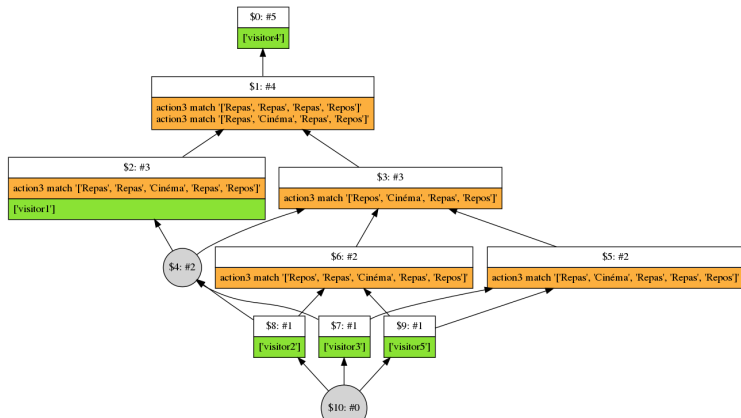 $0: #5
['visitor4']
$1: #4
action3 match '['Repas', 'Repas', 'Repas', 'Repos']'
action3 match '['Repas', 'Cinéma', 'Repas', 'Repos']'
$2: #3
action3 match '['Repas', 'Repas', 'Cinéma', 'Repas', 'Repos']'
['visitor1']
$3: #3
action3 match '['Repos', 'Cinéma', 'Repas', 'Repos']'
$4: #2
$6: #2
action3 match '['Repos', 'Repas', 'Cinéma', 'Repas', 'Repos']'
$5: #2
action3 match '['Repas', 'Cinéma', 'Repas', 'Repas', 'Repos']'
$8: #1
['visitor2']
$7: #1
['visitor3']
$9: #1
['visitor5']
$10: #0